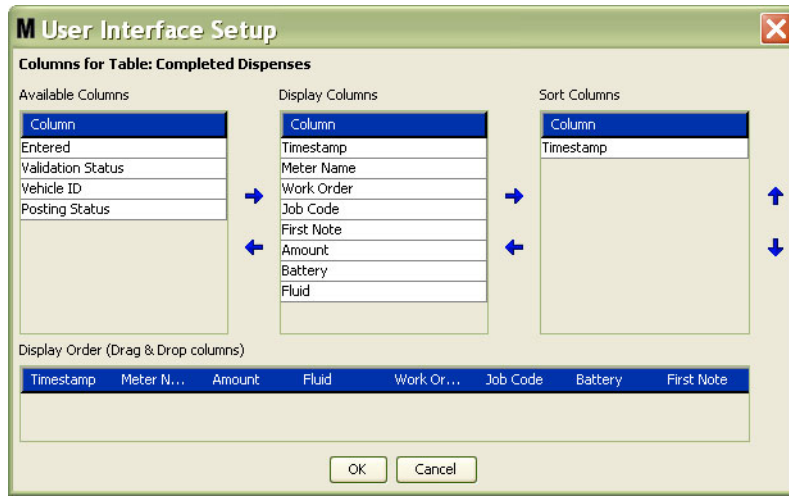 M User Interface Setup
Columns for Table: Completed Dispenses
Available Columns
Column
Entered
Validation Status
Vehicle ID
Posting Status
Display Columns
Column
Timestamp
Meter Name
Work Order
Job Code
First Note
Amount
Battery
Fluid
Sort Columns
Column
Timestamp
Display Order (Drag & Drop columns)
Timestamp Meter N... Amount Fluid Work Or... Job Code Battery First Note
OK Cancel